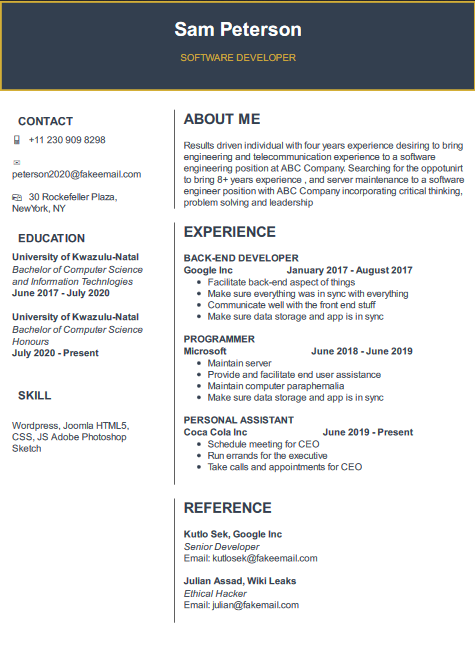 Sam Peterson
SOFTWARE DEVELOPER
CONTACT
+11 230 909 8298
peterson2020@fakeemail.com
30 Rockefeller Plaza,
NewYork, NY
EDUCATION
University of Kwazulu-Natal
Bachelor of Computer Science
and Information Technlogies
June 2017 - July 2020
University of Kwazulu-Natal
Bachelor of Computer Science
Honours
July 2020 - Present
SKILL
Wordpress, Joomla HTML5,
CSS, JS Adobe Photoshop
Sketch
ABOUT ME
Results driven individual with four years experience desiring to bring
engineering and telecommunication experience to a software
engineering position at ABC Company. Searching for the oppotunirt
to bring 8+ years experience , and server maintenance to a software
engineer position with ABC Company incorporating critical thinking,
problem solving and leadership
EXPERIENCE
BACK-END DEVELOPER
Google Inc January 2017 - August 2017
• Facilitate back-end aspect of things
• Make sure everything was in sync with everything
• Communicate well with the front end stuff
• Make sure data storage and app is in sync
PROGRAMMER
Microsoft June 2018 - June 2019
• Maintain server
• Provide and facilitate end user assistance
• Maintain computer paraphernalia
• Make sure data storage and app is in sync
PERSONAL ASSISTANT
Coca Cola Inc June 2019 - Present
• Schedule meeting for CEO
• Run errands for the executive
• Take calls and appointments for CEO
REFERENCE
Kutlo Sek, Google Inc
Senior Developer
Email: kutlosek@fakeemail.com
Julian Assad, Wiki Leaks
Ethical Hacker
Email: julian@fakemail.com